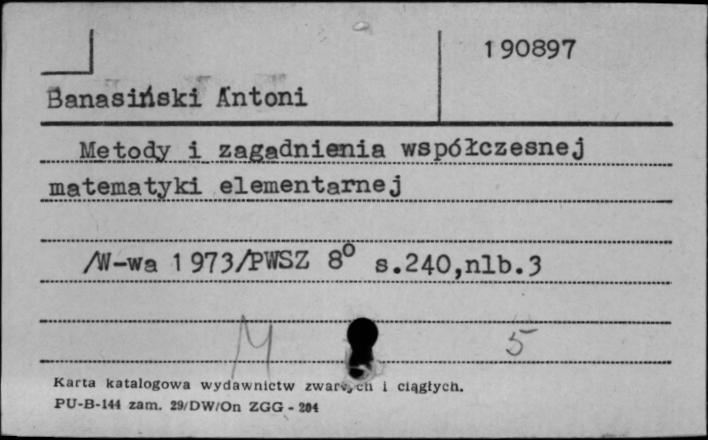 190897
Banasiński Antoni
Metody i zagadnienia współczesnej
matematyki elementarnej
/W-wa 1973/PWSZ 8° s.240,nlb.3
M 5
Karta katalogowa wydawnictw zwartych i ciągłych.
PU-B-144 zam. 29/DW/On ZGG - 204